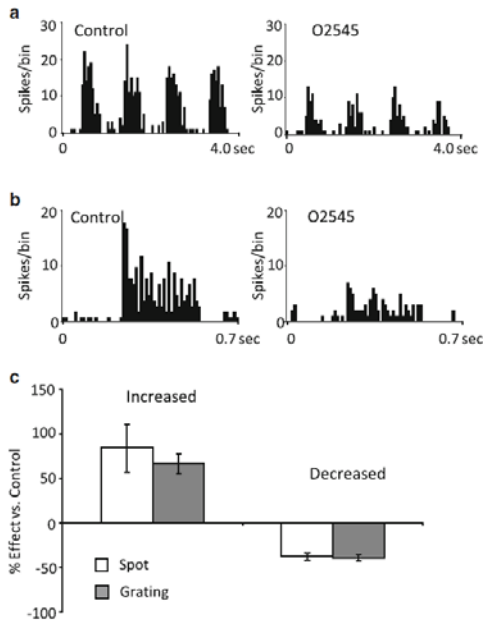 a
Control
O2545
Spikes/bin
30
20
10
0
0
4.0 sec
Spikes/bin
30
20
10
0
0
4.0 sec
b
Control
O2545
Spikes/bin
20
10
0
0
0.7 sec
Spikes/bin
20
10
0
0
0.7 sec
c
% Effect vs. Control
150
100
50
0
-50
-100
Increased
Decreased
Spot
Grating